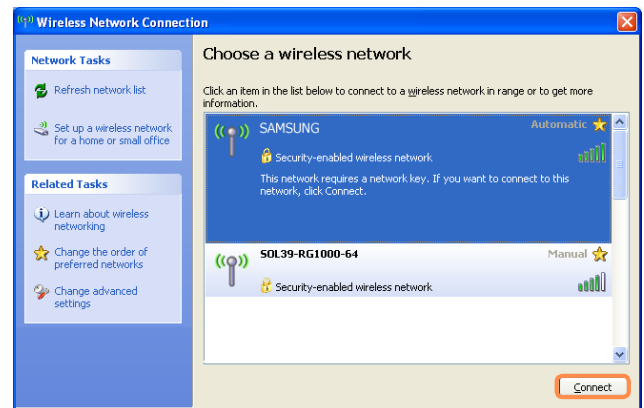 Wireless Network Connection
Network Tasks
Refresh network list
Set up a wireless network
for a home or small office
Related Tasks
Learn about wireless
networking
Change the order of
preferred networks
Change advanced
settings
Choose a wireless network
Click an item in the list below to connect to a wireless network in range or to get more
information.
SAMSUNG
Automatic
Security-enabled wireless network
This network requires a network key. If you want to connect to this
network, click Connect.
SOL39-RG1000-64
Manual
Security-enabled wireless network
Connect